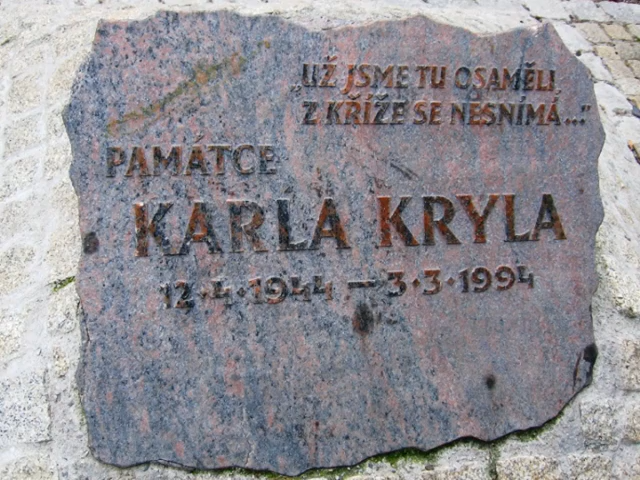 „UŽ JSME TU OSAMĚLI,
Z KŘÍŽE SE NESNÍMÁ..."
PAMÁTCE
KARLA KRYLA
12·4·1944 – 3·3·1994